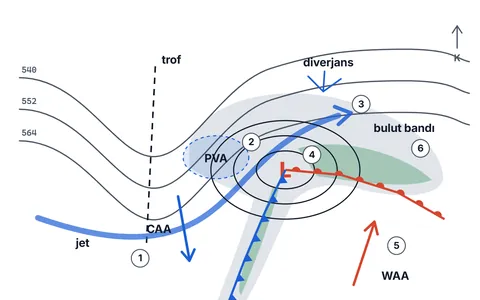 trof
diverjans
K
540
552
564
3
bulut bandı
2
PVA
4
6
L
CAA
jet
1
5
WAA